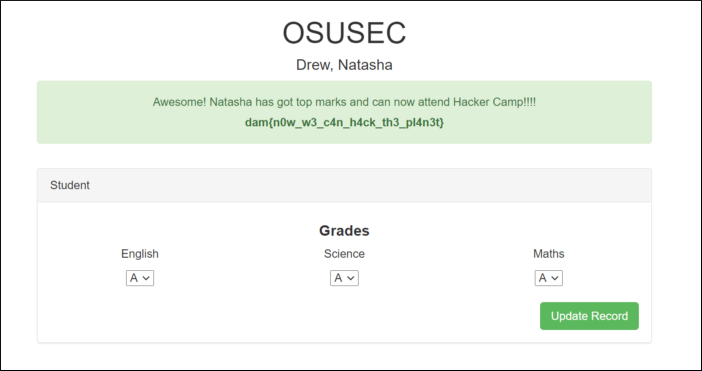 OSUSEC
Drew, Natasha
Awesome! Natasha has got top marks and can now attend Hacker Camp!!!!
dam{n0w_w3_c4n_h4ck_th3_pl4n3t}
Student
Grades
English Science Maths
A A A
Update Record